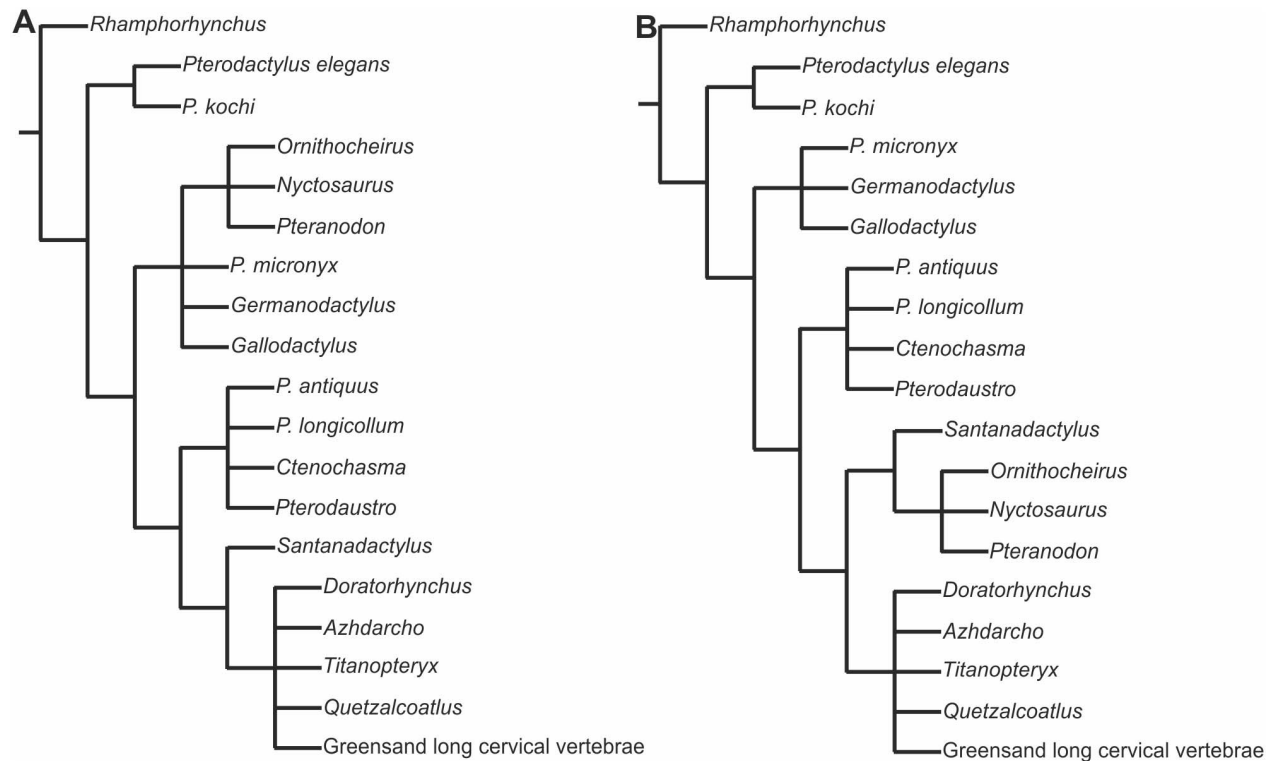 A
Rhamphorhynchus
Pterodactylus elegans
P. kochi
Ornithocheirus
Nyctosaurus
Pteranodon
P. micronyx
Germanodactylus
Gallodactylus
P. antiquus
P. longicollum
Ctenochasma
Pterodaustro
Santanadactylus
Doratorhynchus
Azhdarcho
Titanopteryx
Quetzalcoatlus
Greensand long cervical vertebrae
B
Rhamphorhynchus
Pterodactylus elegans
P. kochi
P. micronyx
Germanodactylus
Gallodactylus
P. antiquus
P. longicollum
Ctenochasma
Pterodaustro
Santanadactylus
Ornithocheirus
Nyctosaurus
Pteranodon
Doratorhynchus
Azhdarcho
Titanopteryx
Quetzalcoatlus
Greensand long cervical vertebrae